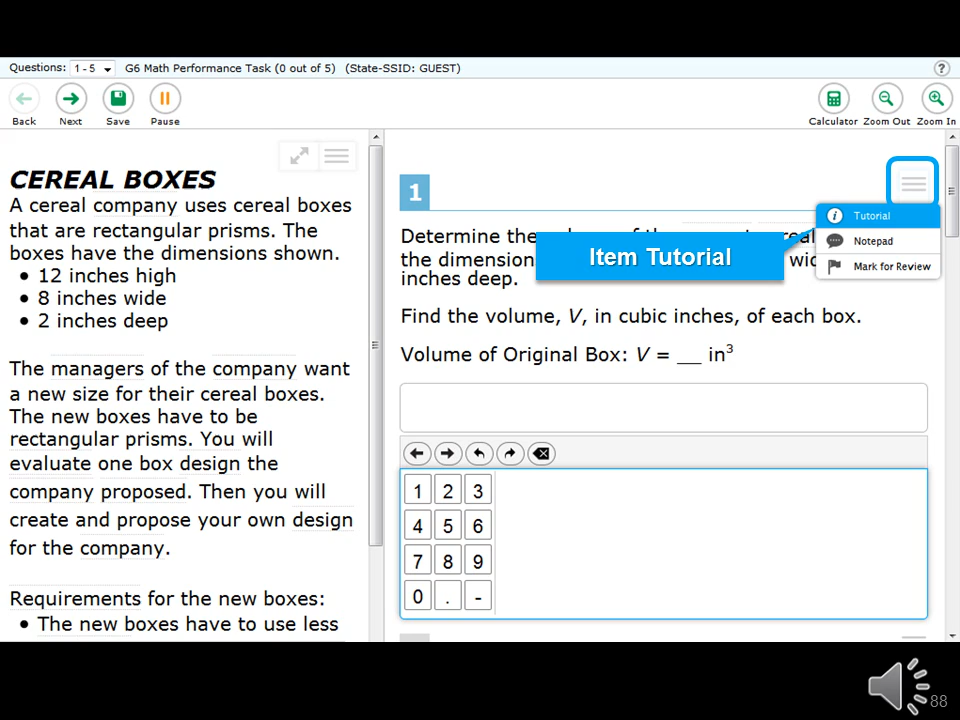 Questions: 1 - 5 G6 Math Performance Task (0 out of 5) (State-SSID: GUEST) ?
Back Next Save Pause Calculator Zoom Out Zoom In
CEREAL BOXES
A cereal company uses cereal boxes
that are rectangular prisms. The
boxes have the dimensions shown.
• 12 inches high
• 8 inches wide
• 2 inches deep
The managers of the company want
a new size for their cereal boxes.
The new boxes have to be
rectangular prisms. You will
evaluate one box design the
company proposed. Then you will
create and propose your own design
for the company.
Requirements for the new boxes:
• The new boxes have to use less
1
i Tutorial
Notepad
Mark for Review
Item Tutorial
Determine the
the dimension
inches deep.
Find the volume, V, in cubic inches, of each box.
Volume of Original Box: V = __ in³
1 2 3
4 5 6
7 8 9
0 . -
88